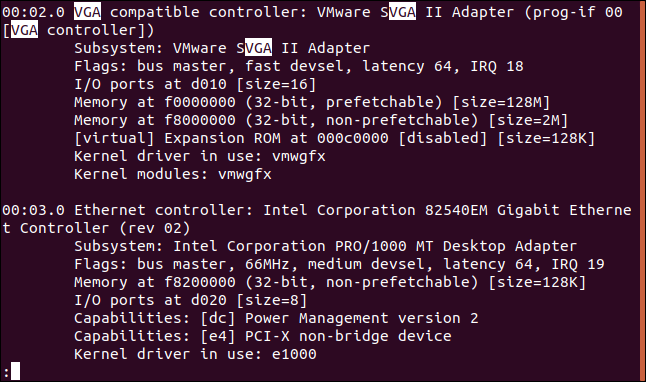 00:02.0 VGA compatible controller: VMware SVGA II Adapter (prog-if 00
[VGA controller])
Subsystem: VMware SVGA II Adapter
Flags: bus master, fast devsel, latency 64, IRQ 18
I/O ports at d010 [size=16]
Memory at f0000000 (32-bit, prefetchable) [size=128M]
Memory at f8000000 (32-bit, non-prefetchable) [size=2M]
[virtual] Expansion ROM at 000c0000 [disabled] [size=128K]
Kernel driver in use: vmwgfx
Kernel modules: vmwgfx
00:03.0 Ethernet controller: Intel Corporation 82540EM Gigabit Etherne
t Controller (rev 02)
Subsystem: Intel Corporation PRO/1000 MT Desktop Adapter
Flags: bus master, 66MHz, medium devsel, latency 64, IRQ 19
Memory at f8200000 (32-bit, non-prefetchable) [size=128K]
I/O ports at d020 [size=8]
Capabilities: [dc] Power Management version 2
Capabilities: [e4] PCI-X non-bridge device
Kernel driver in use: e1000
: